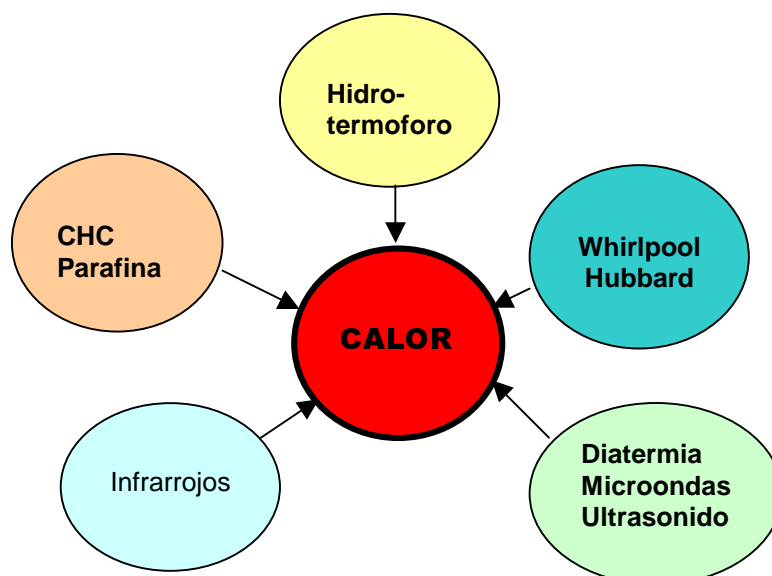 Hidro-
termoforo
CHC
Parafina
Whirlpool
Hubbard
CALOR
Infrarrojos
Diatermia
Microondas
Ultrasonido